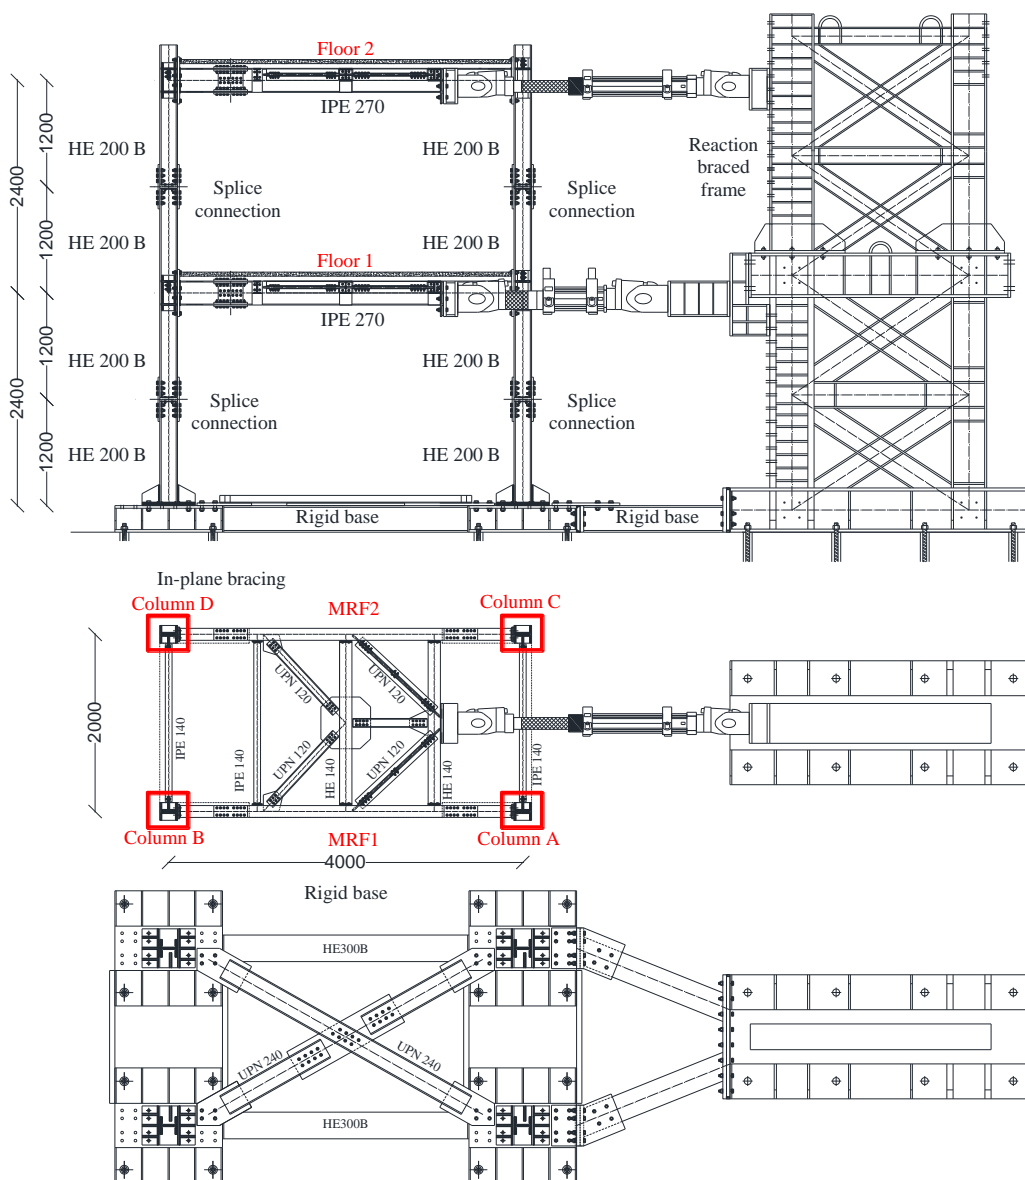 Floor 2
IPE 270
HE 200 B
HE 200 B
Reaction
braced
frame
1200
2400
Splice
connection
Splice
connection
1200
HE 200 B
HE 200 B
Floor 1
IPE 270
1200
HE 200 B
HE 200 B
2400
Splice
connection
Splice
connection
1200
HE 200 B
HE 200 B
Rigid base
Rigid base
In-plane bracing
Column D
MRF2
Column C
UPN 120
UPN 120
2000
IPE 140
IPE 140
UPN 120
HE 140
UPN 120
HE 140
IPE 140
Column B
MRF1
Column A
4000
Rigid base
HE300B
UPN 240
UPN 240
HE300B